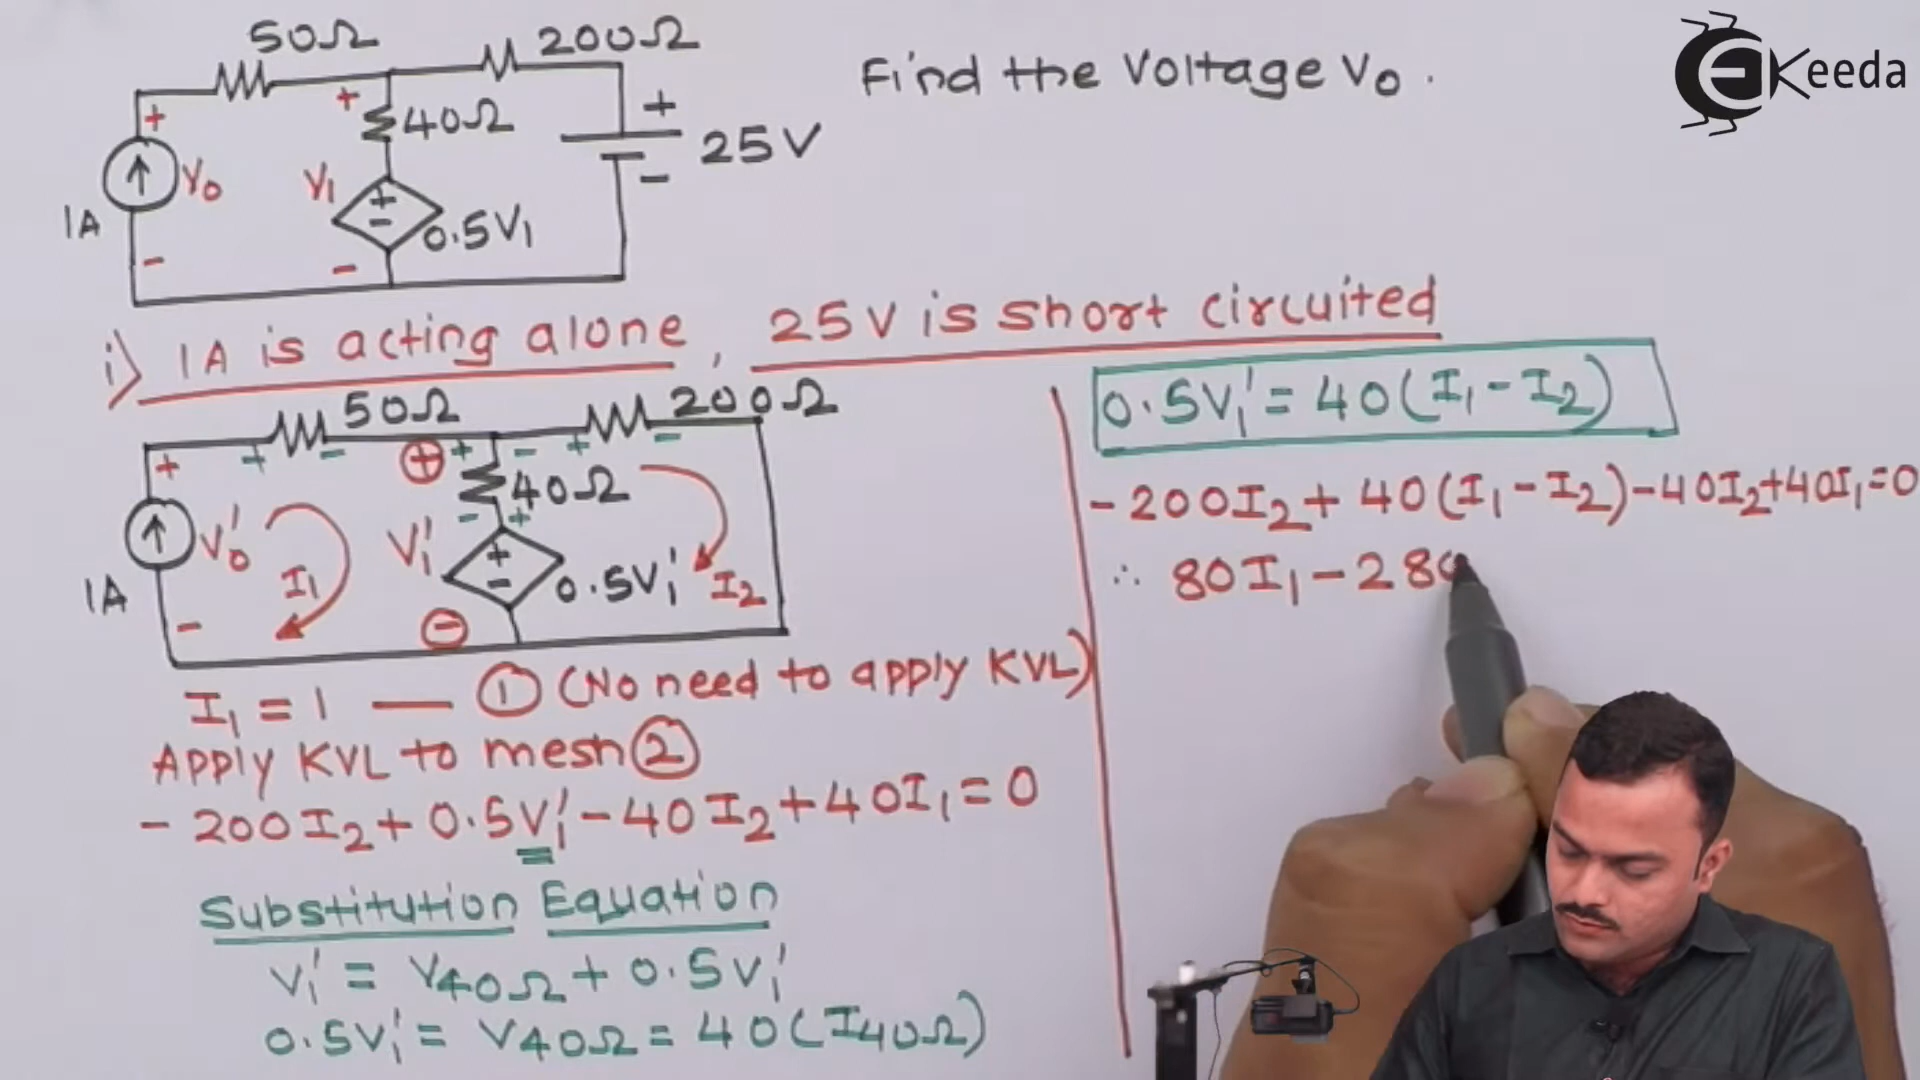 50Ω
200Ω
Find the Voltage V₀.
EKeeda
+
+
40Ω
+
25V
V₀
V₁
+
-
-
1A
0.5V₁
-
-
i) 1A is acting alone, 25V is short circuited
50Ω
200Ω
+
+ -
+
+
-
+ -
40Ω
- +
V₀'
I₁
V₁'
+
-
0.5V₁'
I₂
1A
-
-
I₁ = 1 — ① (No need to apply KVL)
Apply KVL to mesh ②
- 200I₂ + 0.5V₁' - 40I₂ + 40I₁ = 0
Substitution Equation
V₁' = V40Ω + 0.5V₁'
0.5V₁' = V40Ω = 40(I40Ω)
0.5V₁' = 40(I₁ - I₂)
- 200I₂ + 40(I₁ - I₂) - 40I₂ + 40I₁ = 0
∴ 80I₁ - 280